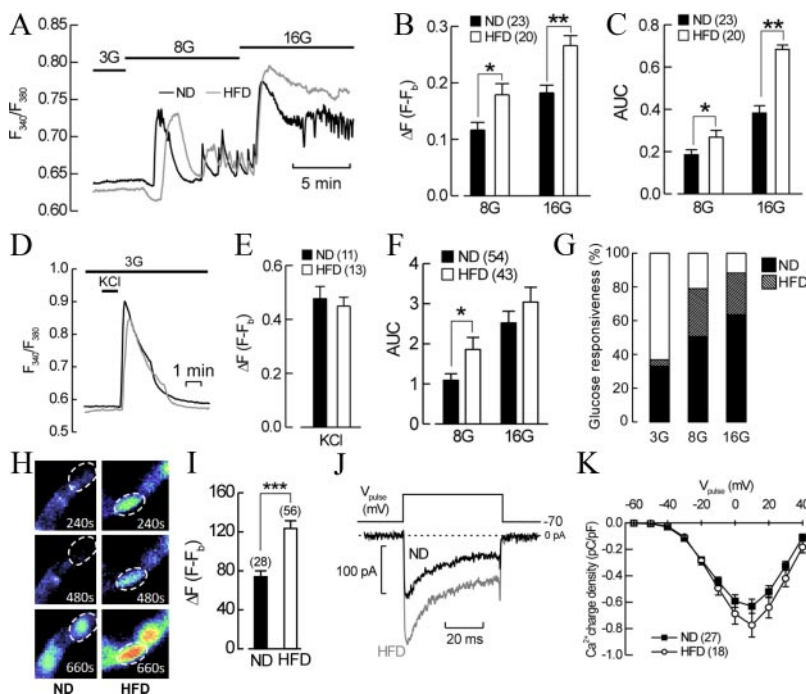 A
3G
8G
16G
ND
HFD
F340/F380
0.80
0.75
0.70
0.65
0.60
5 min
B
ND (23)
HFD (20)
ΔF (F-Fb)
0.3
0.2
0.1
0.0
*
**
8G
16G
C
ND (23)
HFD (20)
AUC
0.8
0.6
0.4
0.2
0.0
*
**
8G
16G
D
3G
KCl
F340/F380
1.0
0.9
0.8
0.7
0.6
0.5
1 min
E
ND (11)
HFD (13)
ΔF (F-Fb)
0.6
0.4
0.2
0.0
KCl
F
ND (54)
HFD (43)
AUC
4
3
2
1
0
*
8G
16G
G
ND
HFD
Glucose responsiveness (%)
100
80
60
40
20
0
3G
8G
16G
H
240s
240s
480s
480s
660s
660s
ND
HFD
I
ΔF (F-Fb)
160
120
80
40
0
***
(28)
(56)
ND
HFD
J
Vpulse
(mV)
-70
0 pA
ND
100 pA
HFD
20 ms
K
Vpulse (mV)
-60 -40 -20 0 20 40
Ca2+ charge density (pC/pF)
0.0
-0.2
-0.4
-0.6
-0.8
-1.0
ND (27)
HFD (18)